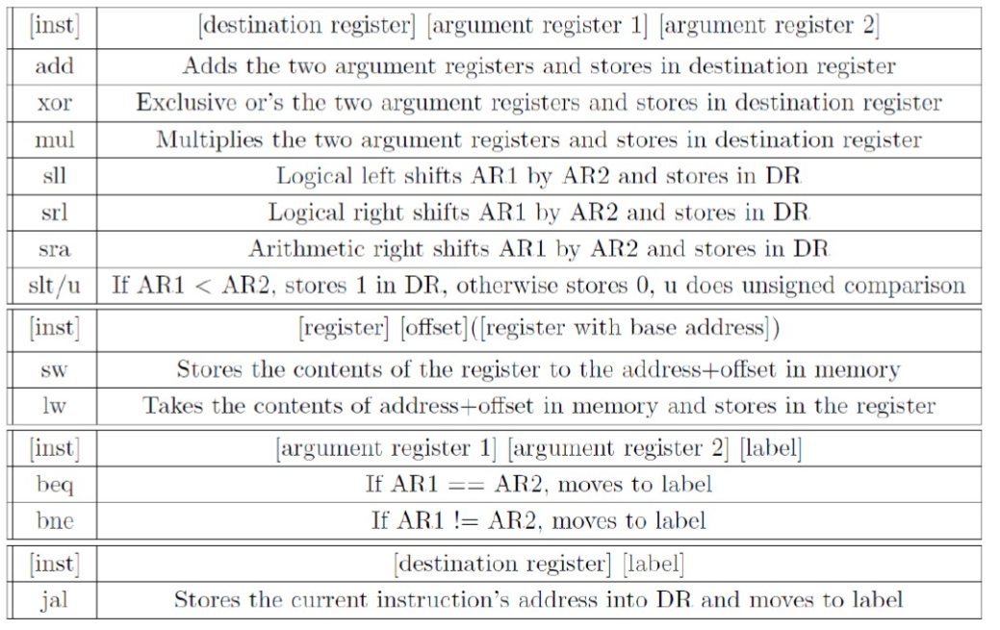 [inst] [destination register] [argument register 1] [argument register 2]
add Adds the two argument registers and stores in destination register
xor Exclusive or's the two argument registers and stores in destination register
mul Multiplies the two argument registers and stores in destination register
sll Logical left shifts AR1 by AR2 and stores in DR
srl Logical right shifts AR1 by AR2 and stores in DR
sra Arithmetic right shifts AR1 by AR2 and stores in DR
slt/u If AR1 < AR2, stores 1 in DR, otherwise stores 0, u does unsigned comparison
[inst] [register] [offset]([register with base address])
sw Stores the contents of the register to the address+offset in memory
lw Takes the contents of address+offset in memory and stores in the register
[inst] [argument register 1] [argument register 2] [label]
beq If AR1 == AR2, moves to label
bne If AR1 != AR2, moves to label
[inst] [destination register] [label]
jal Stores the current instruction's address into DR and moves to label